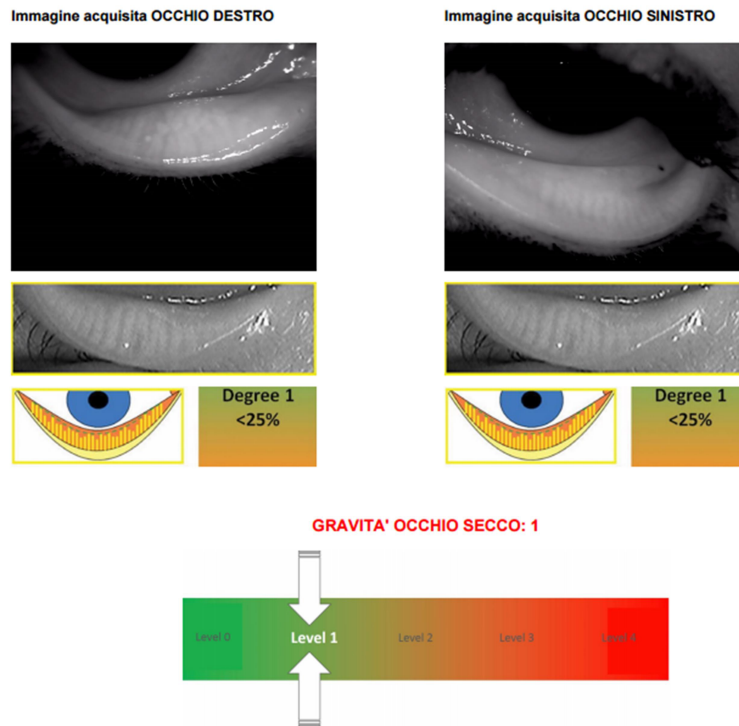 Immagine acquisita OCCHIO DESTRO
Immagine acquisita OCCHIO SINISTRO
Degree 1
<25%
Degree 1
<25%
GRAVITA' OCCHIO SECCO: 1
Level 0
Level 1
Level 2
Level 3
Level 4